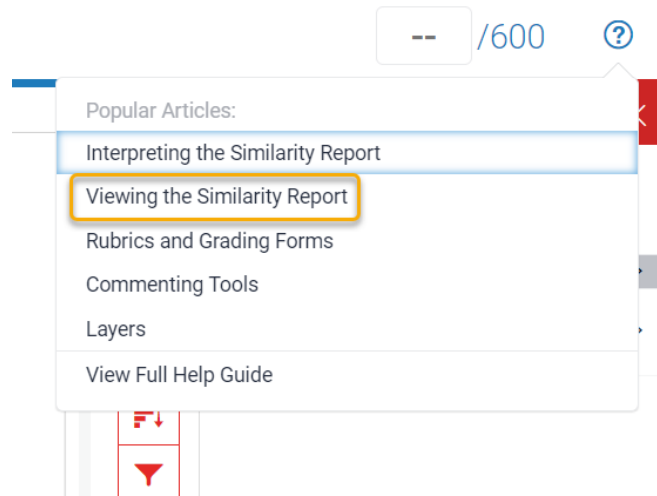 -- /600
Popular Articles:
Interpreting the Similarity Report
Viewing the Similarity Report
Rubrics and Grading Forms
Commenting Tools
Layers
View Full Help Guide